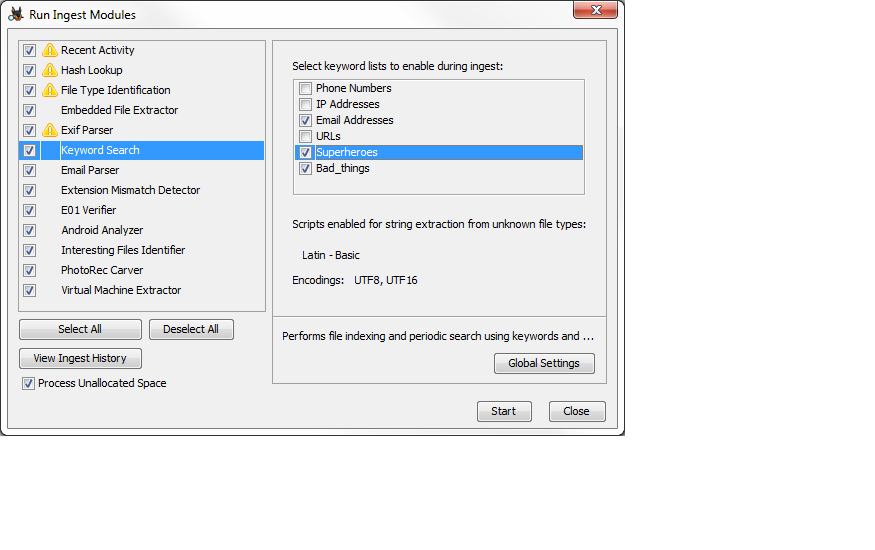 Run Ingest Modules
Recent Activity
Hash Lookup
File Type Identification
Embedded File Extractor
Exif Parser
Keyword Search
Email Parser
Extension Mismatch Detector
E01 Verifier
Android Analyzer
Interesting Files Identifier
PhotoRec Carver
Virtual Machine Extractor
Select All
Deselect All
View Ingest History
Process Unallocated Space
Select keyword lists to enable during ingest:
Phone Numbers
IP Addresses
Email Addresses
URLs
Superheroes
Bad_things
Scripts enabled for string extraction from unknown file types:
Latin - Basic
Encodings: UTF8, UTF16
Performs file indexing and periodic search using keywords and ...
Global Settings
Start
Close